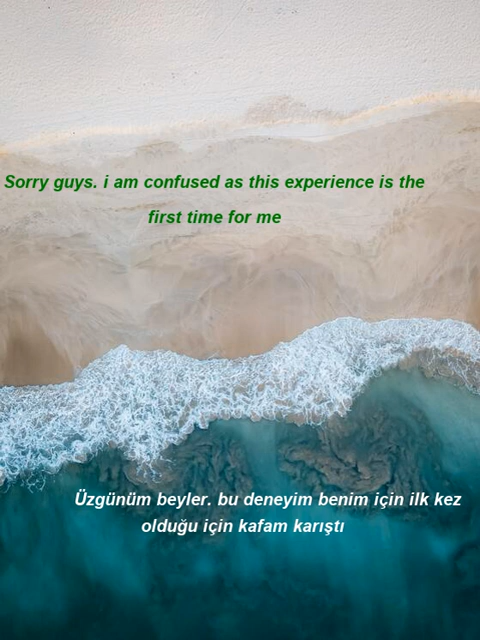 Sorry guys. i am confused as this experience is the
first time for me
Üzgünüm beyler. bu deneyim benim için ilk kez
olduğu için kafam karıştı